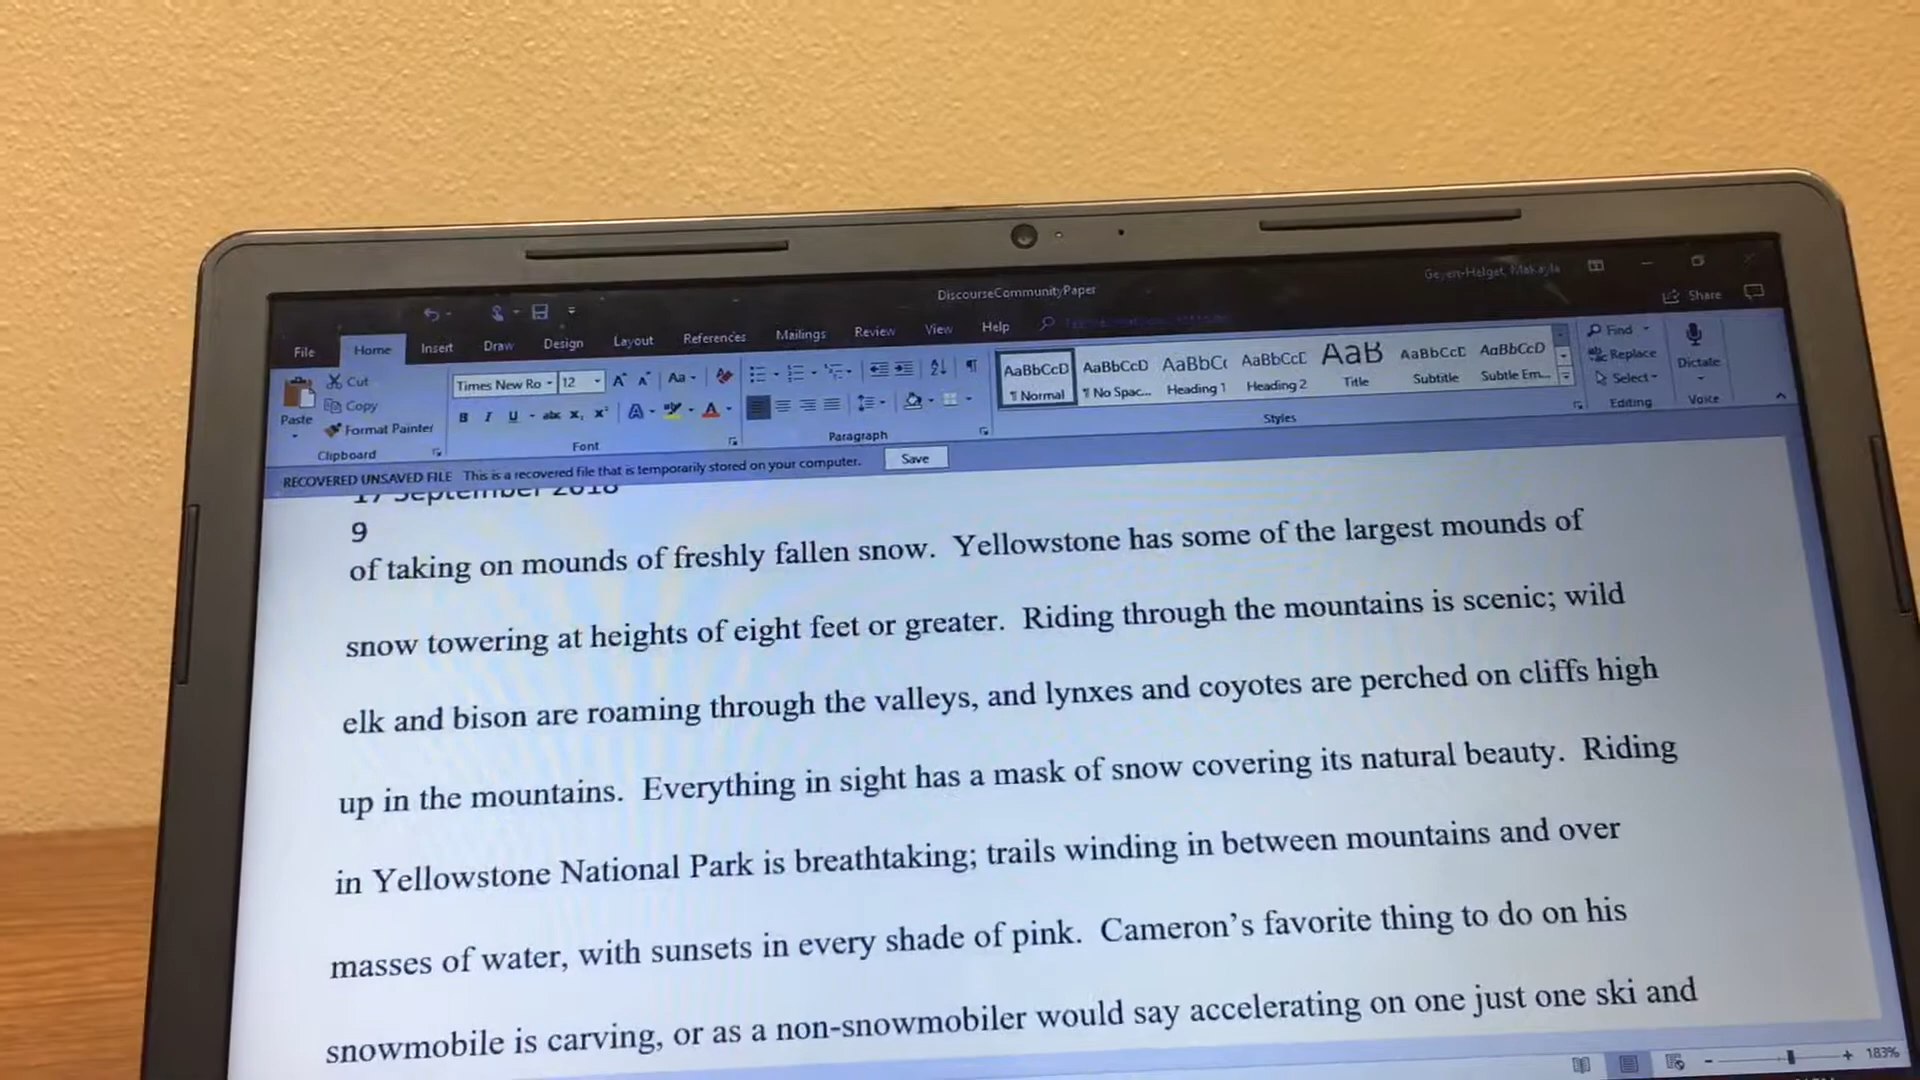 DiscourseCommunityPaper
Geyen-Helget, Makayla
File Home Insert Draw Design Layout References Mailings Review View Help
Share
Paste
Cut
Copy
Format Painter
Clipboard
Times New Ro 12
Aa
B I U abc x x A A
Font
Paragraph
AaBbCcD AaBbCcD AaBbC AaBbCcD AaB AaBbCcD AaBbCcD
¶ Normal ¶ No Spac... Heading 1 Heading 2 Title Subtitle Subtle Em...
Styles
Find
Replace
Select
Editing
Dictate
Voice
RECOVERED UNSAVED FILE This is a recovered file that is temporarily stored on your computer. Save
17 September 2018
9
of taking on mounds of freshly fallen snow. Yellowstone has some of the largest mounds of
snow towering at heights of eight feet or greater. Riding through the mountains is scenic; wild
elk and bison are roaming through the valleys, and lynxes and coyotes are perched on cliffs high
up in the mountains. Everything in sight has a mask of snow covering its natural beauty. Riding
in Yellowstone National Park is breathtaking; trails winding in between mountains and over
masses of water, with sunsets in every shade of pink. Cameron’s favorite thing to do on his
snowmobile is carving, or as a non-snowmobiler would say accelerating on one just one ski and
183%